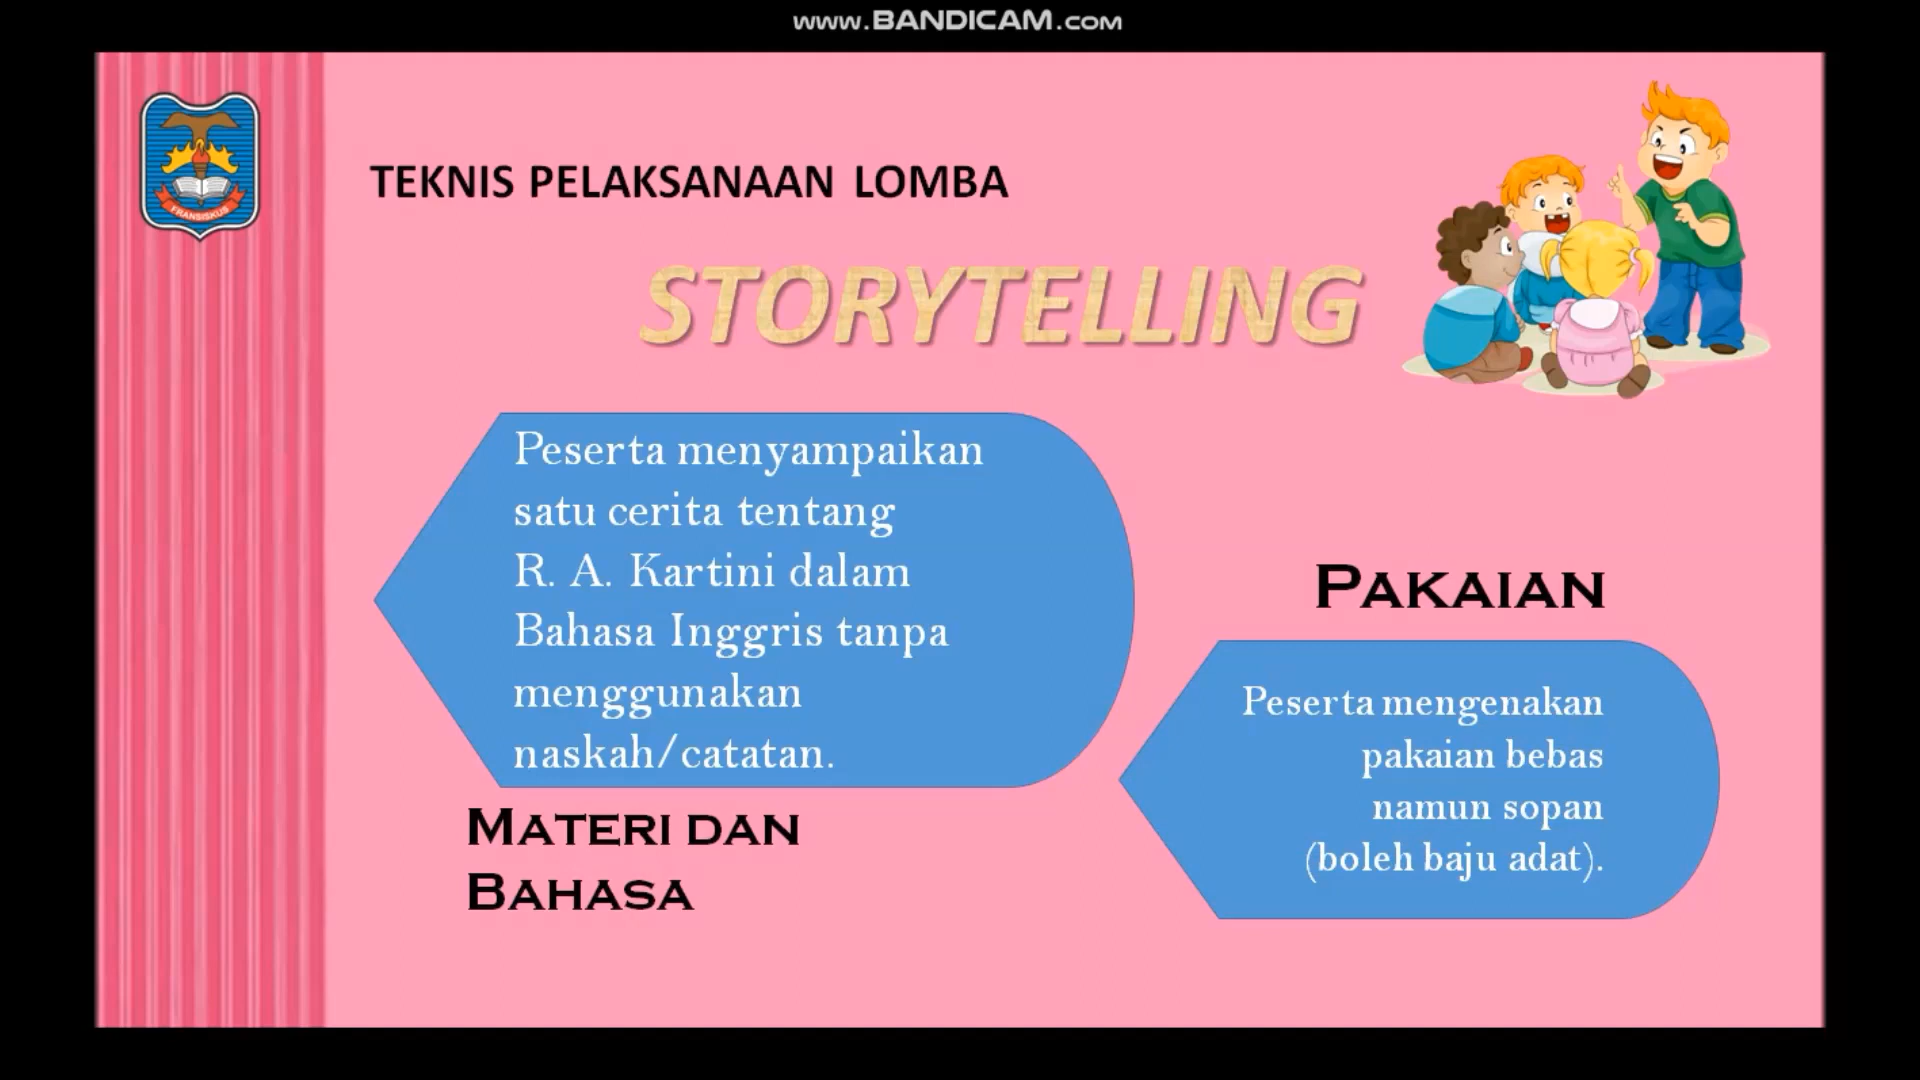 www.BANDICAM.com
FRANSISKUS
TEKNIS PELAKSANAAN LOMBA
STORYTELLING
Peserta menyampaikan
satu cerita tentang
R. A. Kartini dalam
Bahasa Inggris tanpa
menggunakan
naskah/catatan.
MATERI DAN
BAHASA
PAKAIAN
Peserta mengenakan
pakaian bebas
namun sopan
(boleh baju adat).